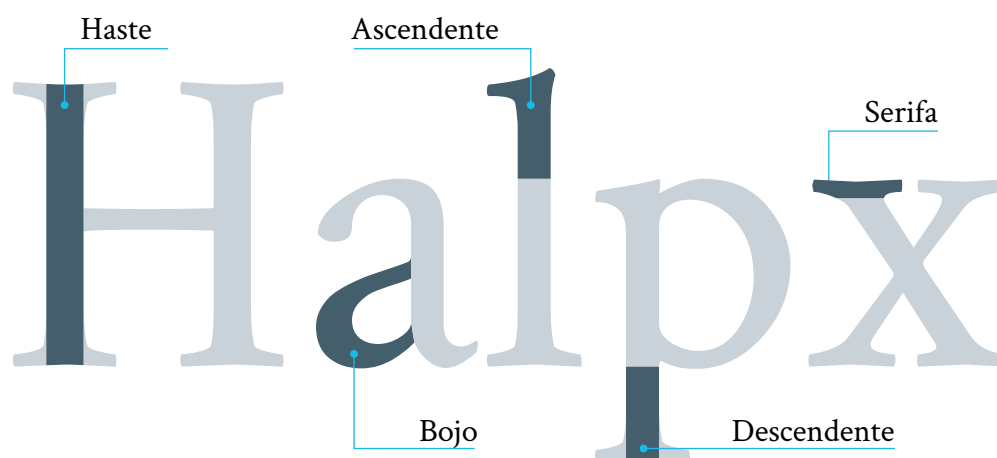 Haste
Ascendente
Serifa
Halpx
Bojo
Descendente